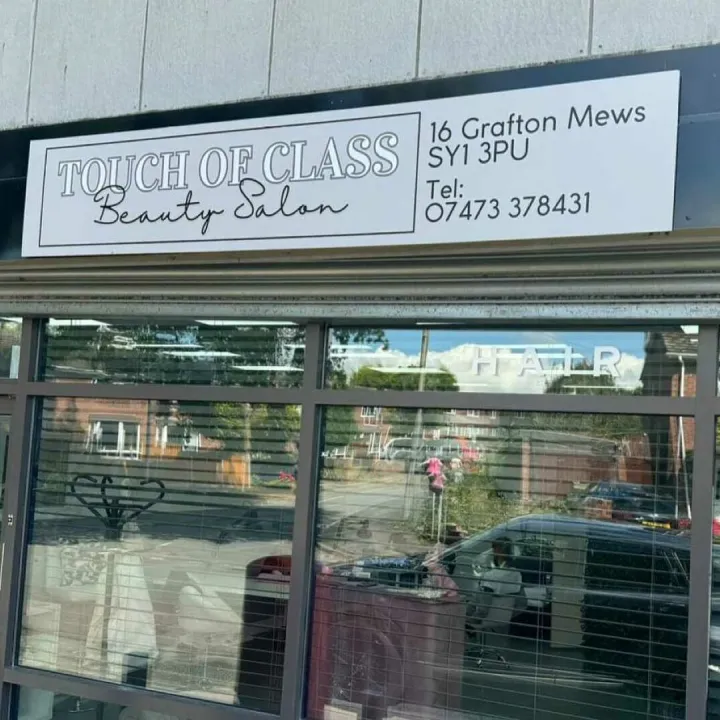 TOUCH OF CLASS
Beauty Salon
16 Grafton Mews
SY1 3PU
Tel:
07473 378431
HAIR